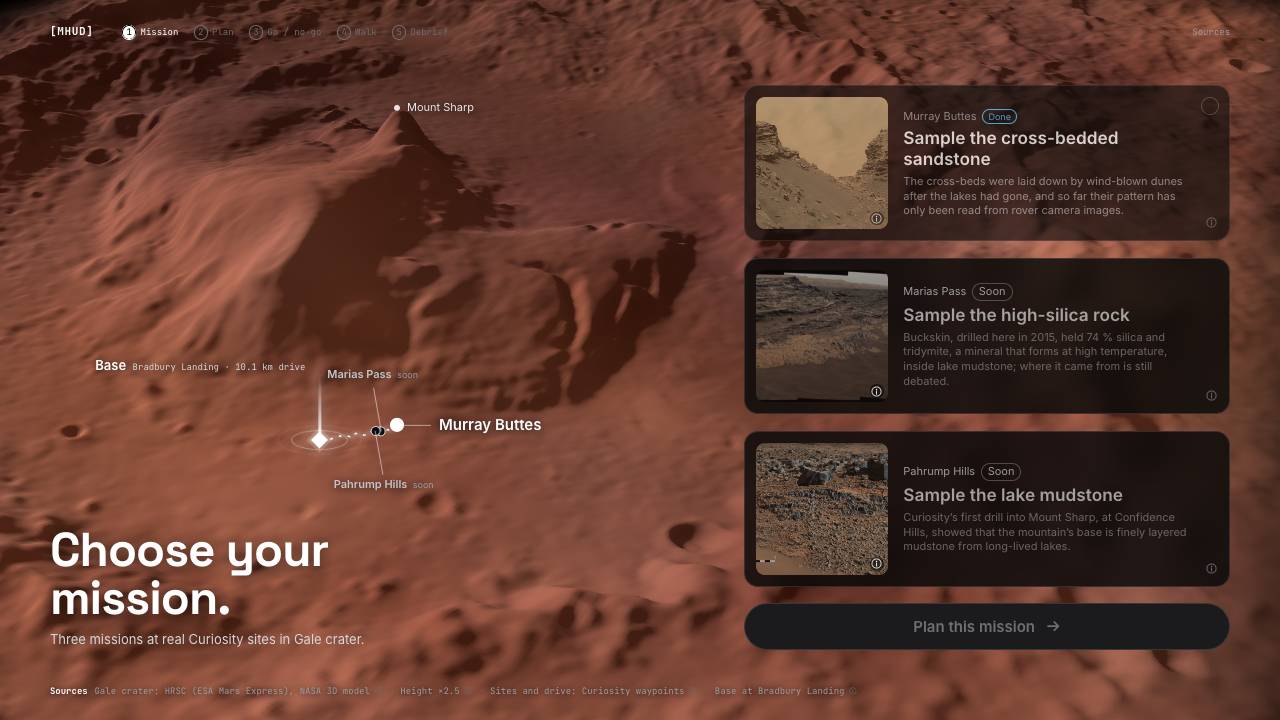 [MHUD]
1 Mission
2 Plan
3 Go / no-go
4 Walk
5 Debrief
Sources
Mount Sharp
Base Bradbury Landing · 10.1 km drive
Marias Pass soon
Murray Buttes
Pahrump Hills soon
Choose your
mission.
Three missions at real Curiosity sites in Gale crater.
Murray Buttes Done
Sample the cross-bedded
sandstone
The cross-beds were laid down by wind-blown dunes
after the lakes had gone, and so far their pattern has
only been read from rover camera images.
Marias Pass Soon
Sample the high-silica rock
Buckskin, drilled here in 2015, held 74 % silica and
tridymite, a mineral that forms at high temperature,
inside lake mudstone; where it came from is still
debated.
Pahrump Hills Soon
Sample the lake mudstone
Curiosity's first drill into Mount Sharp, at Confidence
Hills, showed that the mountain's base is finely layered
mudstone from long-lived lakes.
Plan this mission →
Sources Gale crater: HRSC (ESA Mars Express), NASA 3D model
Height ×2.5
Sites and drive: Curiosity waypoints
Base at Bradbury Landing